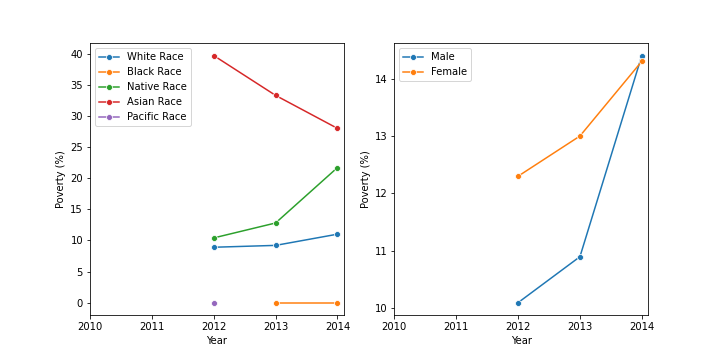 40
35
30
25
20
15
10
5
0
Poverty (%)
White Race
Black Race
Native Race
Asian Race
Pacific Race
2010 2011 2012 2013 2014
Year
14
13
12
11
10
Poverty (%)
Male
Female
2010 2011 2012 2013 2014
Year